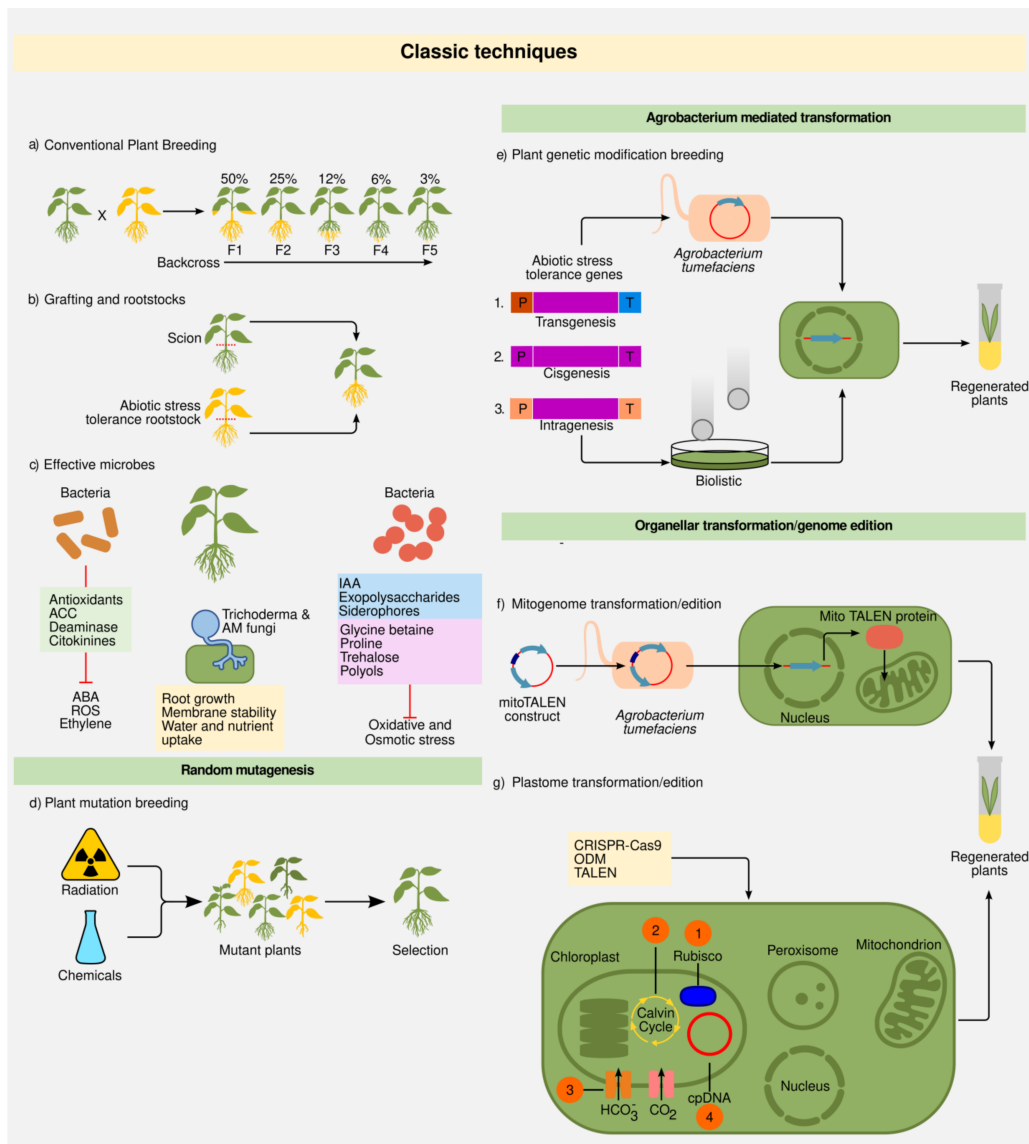 Classic techniques
a) Conventional Plant Breeding
X
50% 25% 12% 6% 3%
F1 F2 F3 F4 F5
Backcross
b) Grafting and rootstocks
Scion
Abiotic stress
tolerance rootstock
c) Effective microbes
Bacteria
Antioxidants
ACC
Deaminase
Citokinines
ABA
ROS
Ethylene
Trichoderma &
AM fungi
Root growth
Membrane stability
Water and nutrient
uptake
Bacteria
IAA
Exopolysaccharides
Siderophores
Glycine betaine
Proline
Trehalose
Polyols
Oxidative and
Osmotic stress
Random mutagenesis
d) Plant mutation breeding
Radiation
Chemicals
Mutant plants
Selection
Agrobacterium mediated transformation
e) Plant genetic modification breeding
Agrobacterium
tumefaciens
Abiotic stress
tolerance genes
1. P T
Transgenesis
2. P T
Cisgenesis
3. P T
Intragenesis
Biolistic
Regenerated
plants
Organellar transformation/genome edition
-
f) Mitogenome transformation/edition
mitoTALEN
construct
Agrobacterium
tumefaciens
Mito TALEN protein
Nucleus
g) Plastome transformation/edition
CRISPR-Cas9
ODM
TALEN
Regenerated
plants
2 1
Chloroplast Rubisco Peroxisome Mitochondrion
Calvin
Cycle
3
HCO3- CO2 cpDNA
4
Nucleus